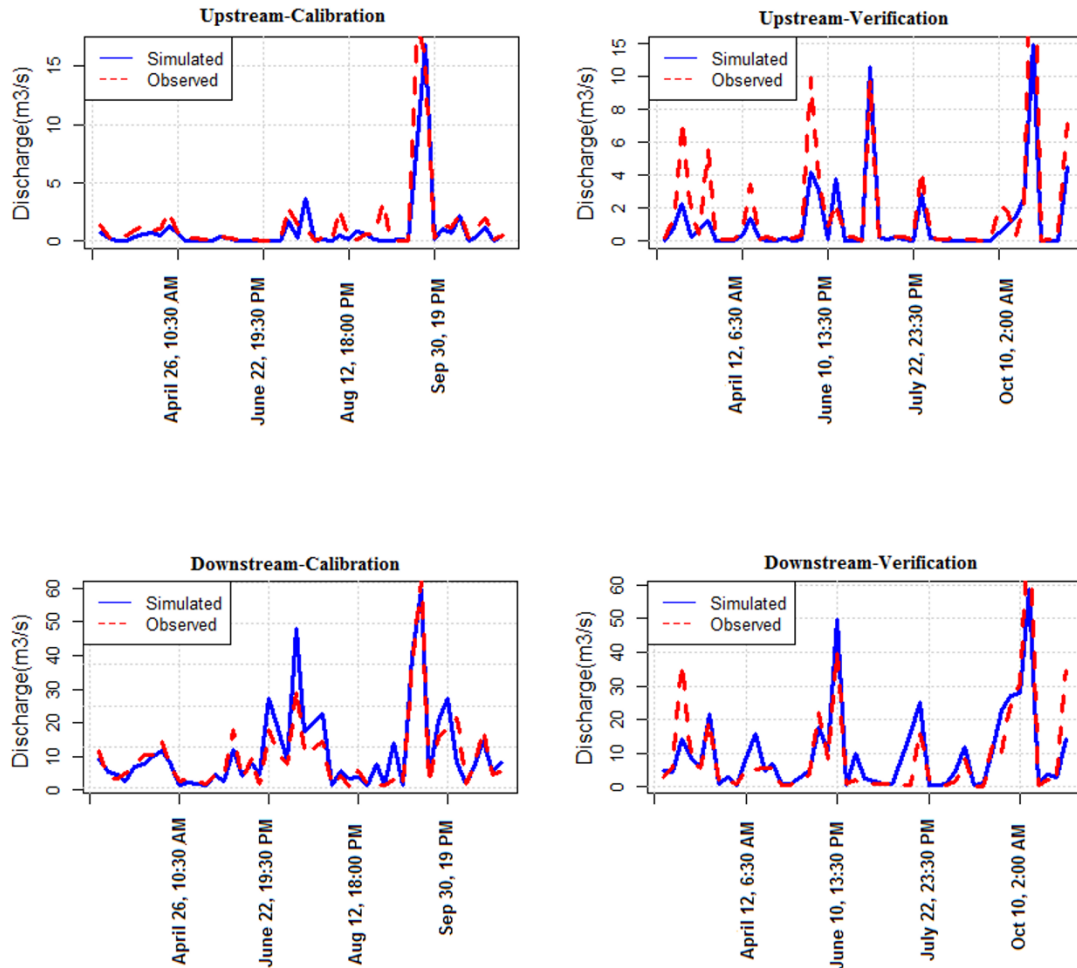 Upstream-Calibration
Simulated
Observed
Discharge(m3/s)
15
10
5
0
April 26, 10:30 AM
June 22, 19:30 PM
Aug 12, 18:00 PM
Sep 30, 19 PM
Upstream-Verification
Simulated
Observed
Discharge(m3/s)
15
10
8
6
4
2
0
April 12, 6:30 AM
June 10, 13:30 PM
July 22, 23:30 PM
Oct 10, 2:00 AM
Downstream-Calibration
Simulated
Observed
Discharge(m3/s)
60
50
40
30
20
10
0
April 26, 10:30 AM
June 22, 19:30 PM
Aug 12, 18:00 PM
Sep 30, 19 PM
Downstream-Verification
Simulated
Observed
Discharge(m3/s)
60
50
40
30
20
10
0
April 12, 6:30 AM
June 10, 13:30 PM
July 22, 23:30 PM
Oct 10, 2:00 AM